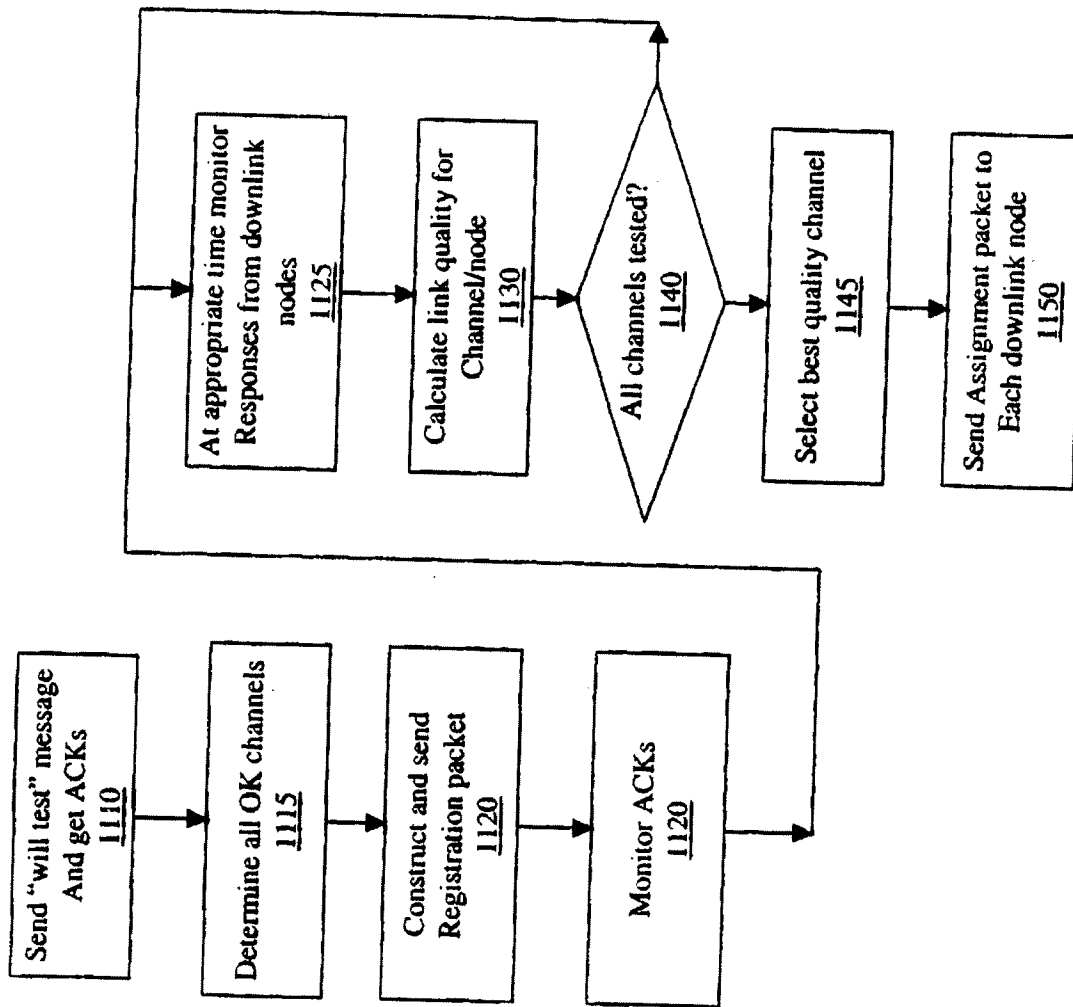 Send “will test” message
And get ACKs
1110
Determine all OK channels
1115
Construct and send
Registration packet
1120
Monitor ACKs
1120
At appropriate time monitor
Responses from downlink
nodes
1125
Calculate link quality for
Channel/node
1130
All channels tested?
1140
Select best quality channel
1145
Send Assignment packet to
Each downlink node
1150